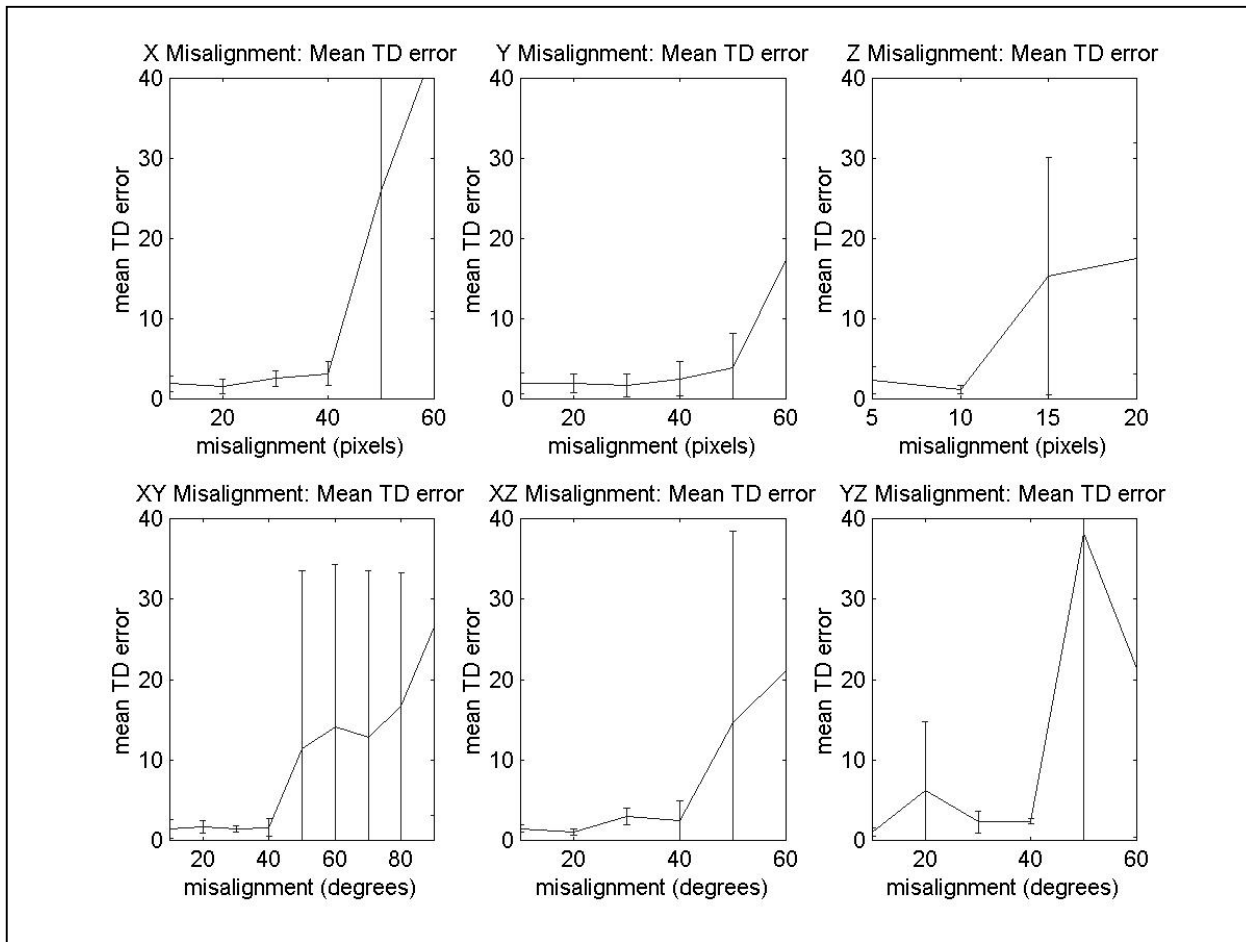 X Misalignment: Mean TD error
40
30
20
10
0
mean TD error
20 40 60
misalignment (pixels)
Y Misalignment: Mean TD error
40
30
20
10
0
mean TD error
20 40 60
misalignment (pixels)
Z Misalignment: Mean TD error
40
30
20
10
0
mean TD error
5 10 15 20
misalignment (pixels)
XY Misalignment: Mean TD error
40
30
20
10
0
mean TD error
20 40 60 80
misalignment (degrees)
XZ Misalignment: Mean TD error
40
30
20
10
0
mean TD error
20 40 60
misalignment (degrees)
YZ Misalignment: Mean TD error
40
30
20
10
0
mean TD error
20 40 60
misalignment (degrees)